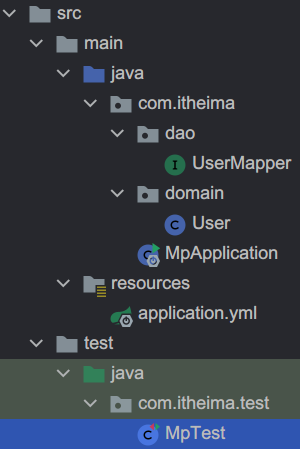 src
main
java
com.itheima
dao
I UserMapper
domain
C User
MpApplication
resources
application.yml
test
java
com.itheima.test
C MpTest